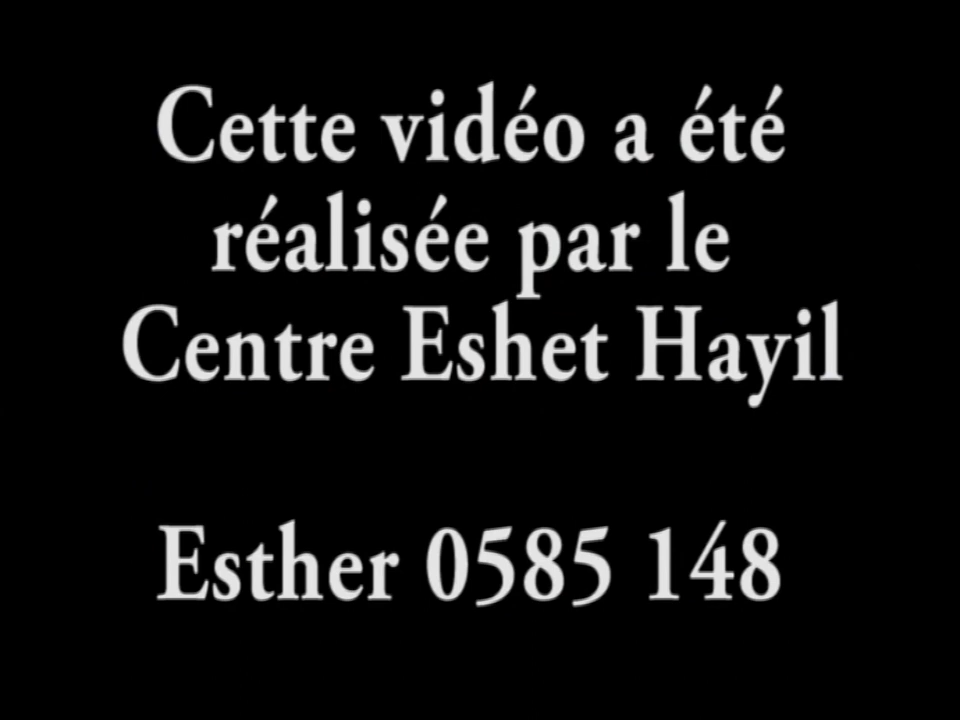 Cette vidéo a été
réalisée par le
Centre Eshet Hayil
Esther 0585 148